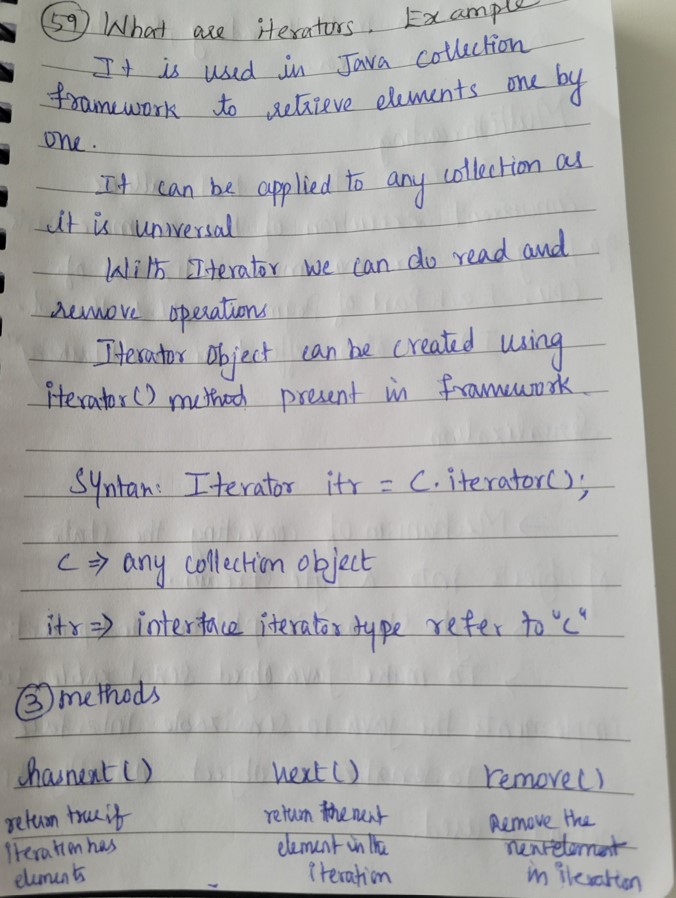 59 What are iterators. Example
It is used in Java collection
framework to retrieve elements one by
one.
It can be applied to any collection as
it is universal
With Iterator we can do read and
remove operations
Iterator Object can be created using
iterator() method present in framework
Syntax: Iterator itr = C.iterator();
C ⇒ any collection object
itr ⇒ interface iterator type refer to "C"
3 methods
hasnext() next() remove()
return true if return the next Remove the
iteration has element in the next element
elements iteration in iteration